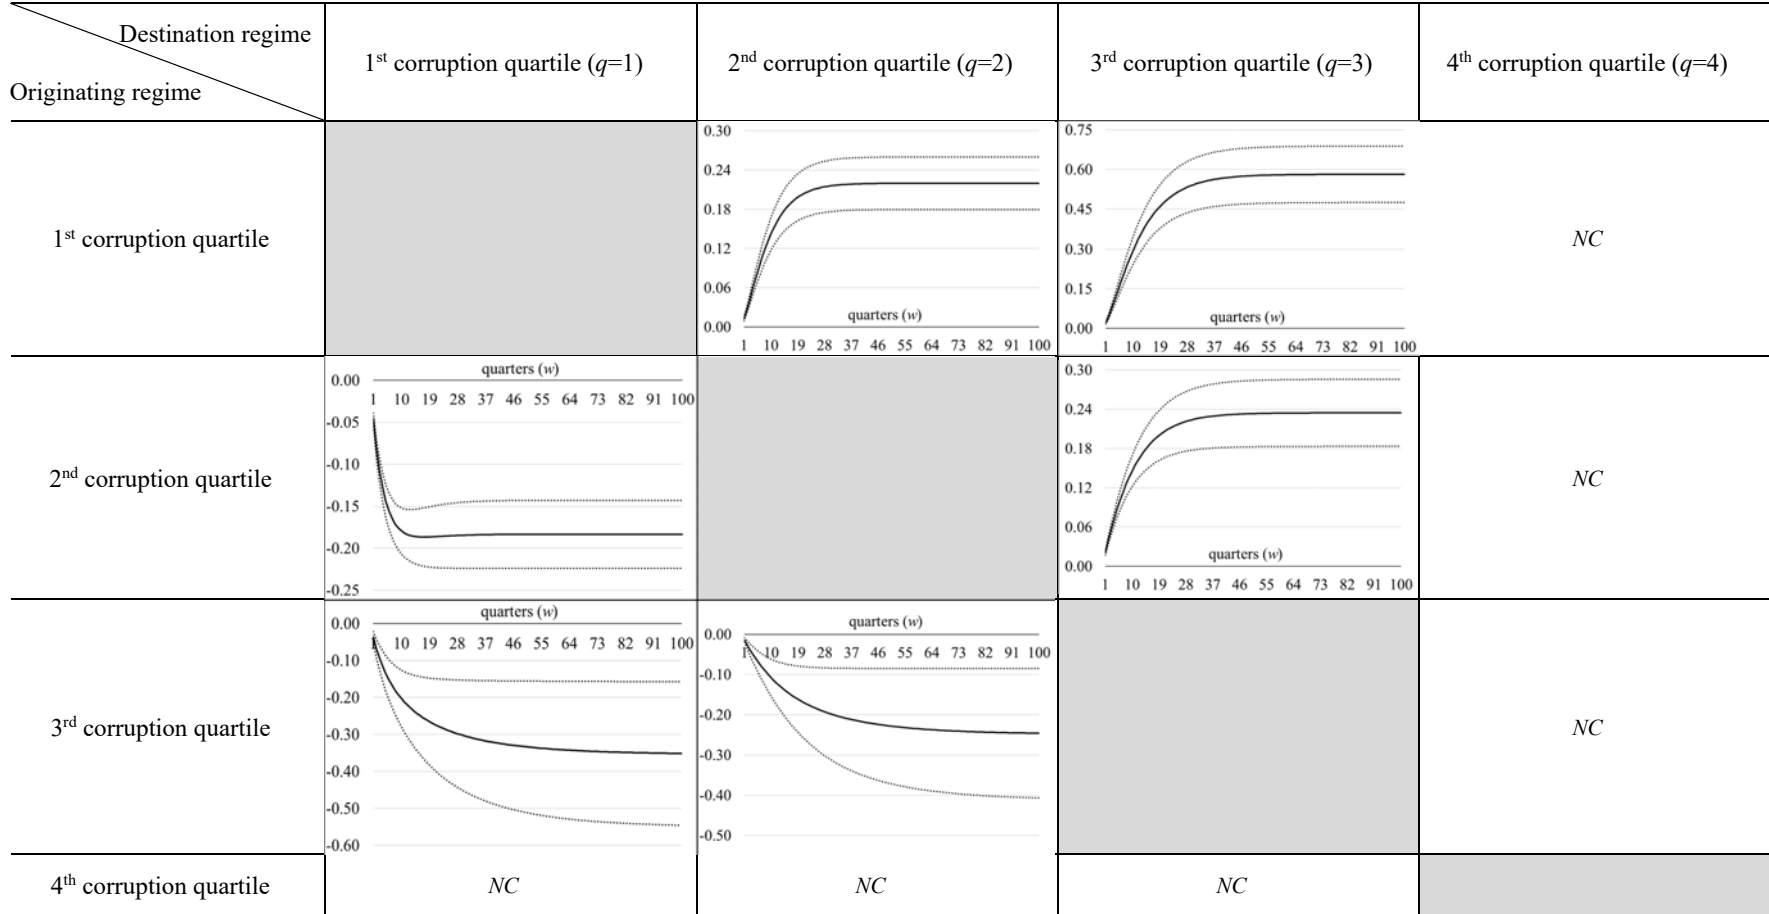 Destination regime
Originating regime
1st corruption quartile (q=1)
2nd corruption quartile (q=2)
3rd corruption quartile (q=3)
4th corruption quartile (q=4)
1st corruption quartile
0.30
0.24
0.18
0.12
0.06
0.00
quarters (w)
1 10 19 28 37 46 55 64 73 82 91 100
0.75
0.60
0.45
0.30
0.15
0.00
quarters (w)
1 10 19 28 37 46 55 64 73 82 91 100
NC
2nd corruption quartile
quarters (w)
0.00
1 10 19 28 37 46 55 64 73 82 91 100
-0.05
-0.10
-0.15
-0.20
-0.25
0.30
0.24
0.18
0.12
0.06
0.00
quarters (w)
1 10 19 28 37 46 55 64 73 82 91 100
NC
3rd corruption quartile
quarters (w)
0.00
1 10 19 28 37 46 55 64 73 82 91 100
-0.10
-0.20
-0.30
-0.40
-0.50
-0.60
quarters (w)
0.00
1 10 19 28 37 46 55 64 73 82 91 100
-0.10
-0.20
-0.30
-0.40
-0.50
NC
4th corruption quartile
NC
NC
NC